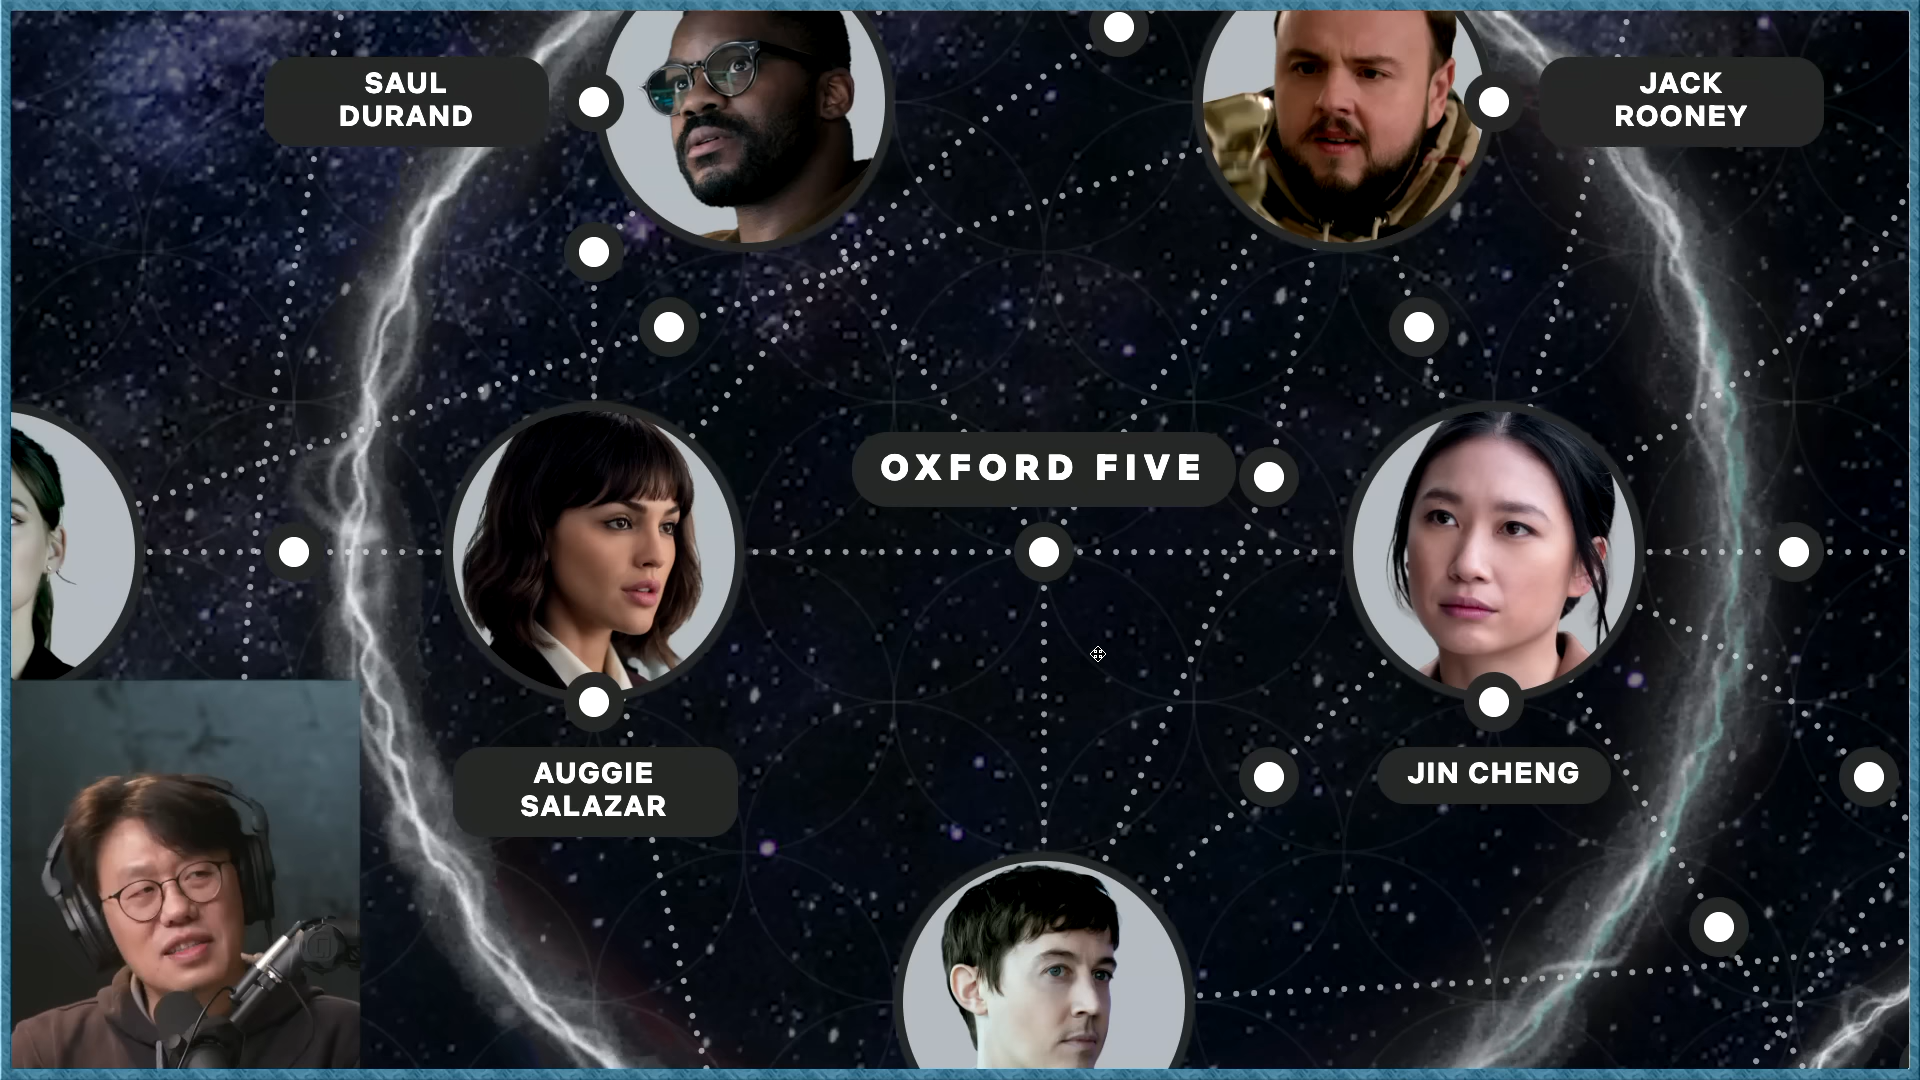 SAUL
DURAND
JACK
ROONEY
OXFORD FIVE
AUGGIE
SALAZAR
JIN CHENG